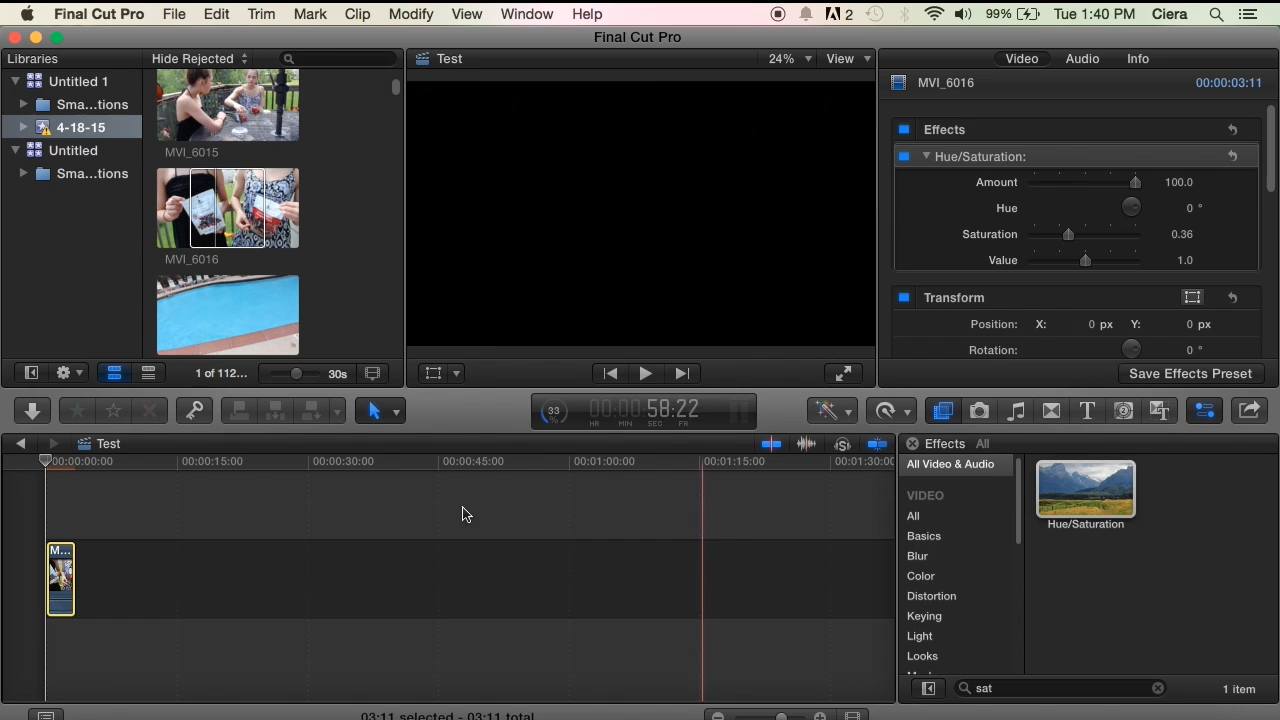 Final Cut Pro File Edit Trim Mark Clip Modify View Window Help 2 99% Tue 1:40 PM Ciera
Final Cut Pro
Libraries Hide Rejected Test 24% View Video Audio Info
Untitled 1
Sma...tions
4-18-15
Untitled
Sma...tions
MVI_6015
MVI_6016
1 of 112... 30s
MVI_6016 00:00:03:11
Effects
Hue/Saturation:
Amount 100.0
Hue 0 °
Saturation 0.36
Value 1.0
Transform
Position: X: 0 px Y: 0 px
Rotation: 0 °
Save Effects Preset
33 00:00:58:22
HR MIN SEC FR
Test
00:00:00:00 00:00:15:00 00:00:30:00 00:00:45:00 00:01:00:00 00:01:15:00 00:01:30:00
M...
Effects All
All Video & Audio
VIDEO
All
Basics
Blur
Color
Distortion
Keying
Light
Looks
Hue/Saturation
sat 1 item
03:11 selected - 03:11 total